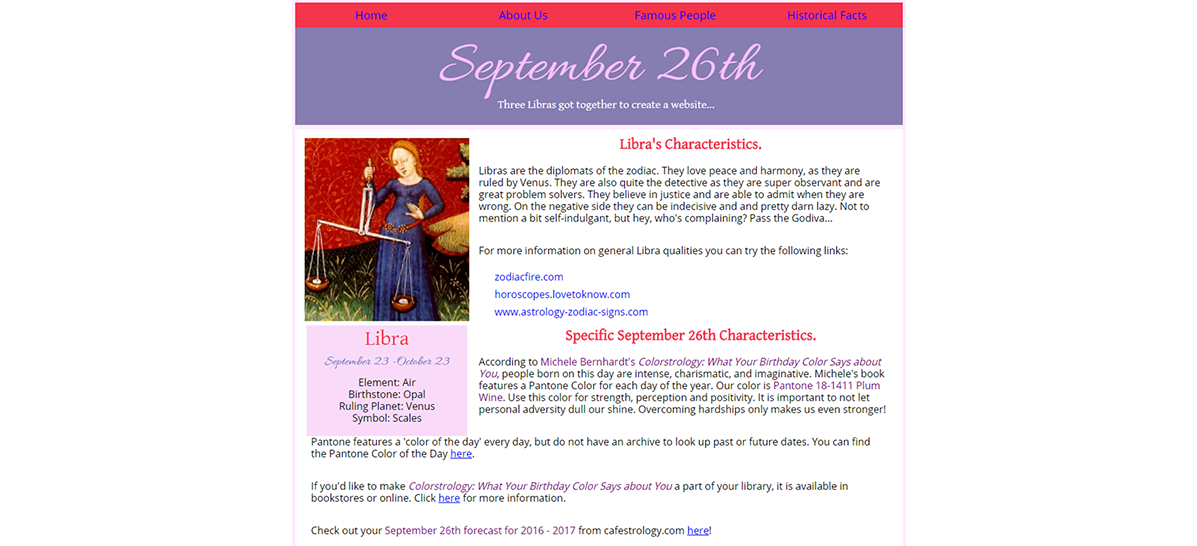 Home About Us Famous People Historical Facts
September 26th
Three Libras got together to create a website...
Libra's Characteristics.
Libras are the diplomats of the zodiac. They love peace and harmony, as they are
ruled by Venus. They are also quite the detective as they are super observant and are
great problem solvers. They believe in justice and are able to admit when they are
wrong. On the negative side they can be indecisive and and pretty darn lazy. Not to
mention a bit self-indulgant, but hey, who's complaining? Pass the Godiva...
For more information on general Libra qualities you can try the following links:
zodiacfire.com
horoscopes.lovetoknow.com
www.astrology-zodiac-signs.com
Libra
September 23 -October 23
Element: Air
Birthstone: Opal
Ruling Planet: Venus
Symbol: Scales
Specific September 26th Characteristics.
According to Michele Bernhardt's Colorstrology: What Your Birthday Color Says about
You, people born on this day are intense, charismatic, and imaginative. Michele's book
features a Pantone Color for each day of the year. Our color is Pantone 18-1411 Plum
Wine. Use this color for strength, perception and positivity. It is important to not let
personal adversity dull our shine. Overcoming hardships only makes us even stronger!
Pantone features a 'color of the day' every day, but do not have an archive to look up past or future dates. You can find
the Pantone Color of the Day here.
If you'd like to make Colorstrology: What Your Birthday Color Says about You a part of your library, it is available in
bookstores or online. Click here for more information.
Check out your September 26th forecast for 2016 - 2017 from cafestrology.com here!